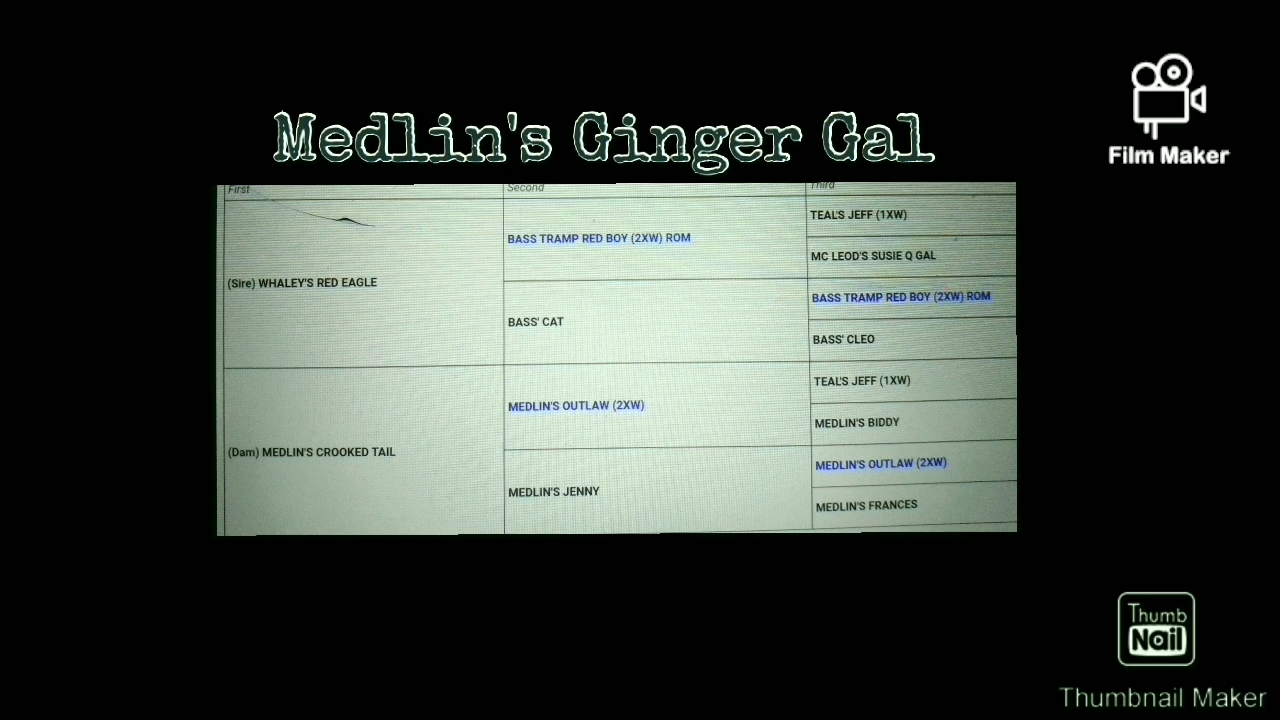 Medlin's Ginger Gal
Film Maker
First
Second
Third
(Sire) WHALEY'S RED EAGLE
BASS TRAMP RED BOY (2XW) ROM
TEAL'S JEFF (1XW)
MC LEOD'S SUSIE Q GAL
BASS' CAT
BASS TRAMP RED BOY (2XW) ROM
BASS' CLEO
(Dam) MEDLIN'S CROOKED TAIL
MEDLIN'S OUTLAW (2XW)
TEAL'S JEFF (1XW)
MEDLIN'S BIDDY
MEDLIN'S JENNY
MEDLIN'S OUTLAW (2XW)
MEDLIN'S FRANCES
Thumb
Nail
Thumbnail Maker